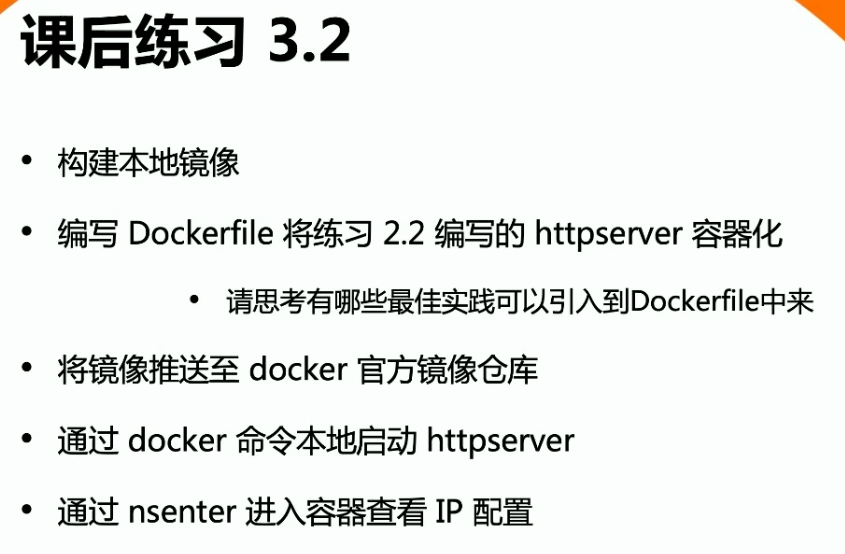 课后练习 3.2
• 构建本地镜像
• 编写 Dockerfile 将练习 2.2 编写的 httpserver 容器化
• 请思考有哪些最佳实践可以引入到Dockerfile中来
• 将镜像推送至 docker 官方镜像仓库
• 通过 docker 命令本地启动 httpserver
• 通过 nsenter 进入容器查看 IP 配置